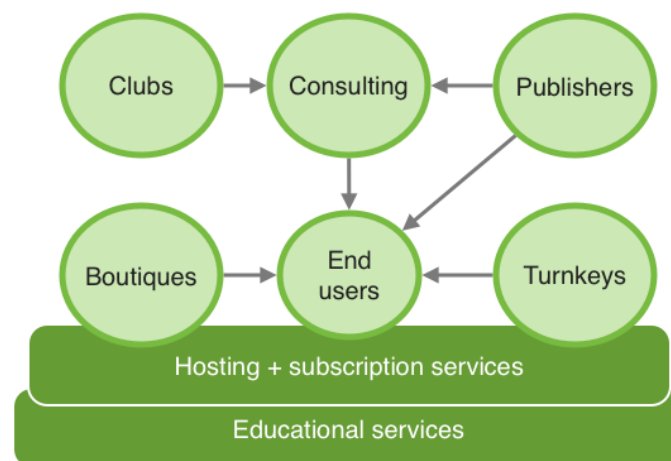 Clubs
Consulting
Publishers
Boutiques
End
users
Turnkeys
Hosting + subscription services
Educational services